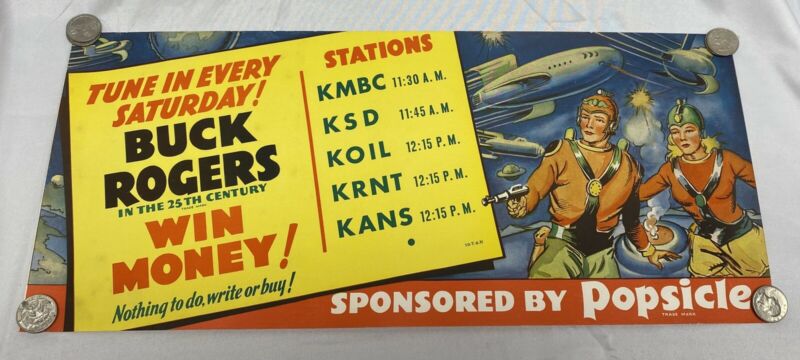 TUNE IN EVERY
SATURDAY!
BUCK
ROGERS
IN THE 25TH CENTURY
TRADE MARK
WIN
MONEY!
Nothing to do, write or buy!
STATIONS
KMBC 11:30 A.M.
KSD 11:45 A.M.
KOIL 12:15 P.M.
KRNT 12:15 P.M.
KANS 12:15 P.M.
SPONSORED BY Popsicle
TRADE MARK